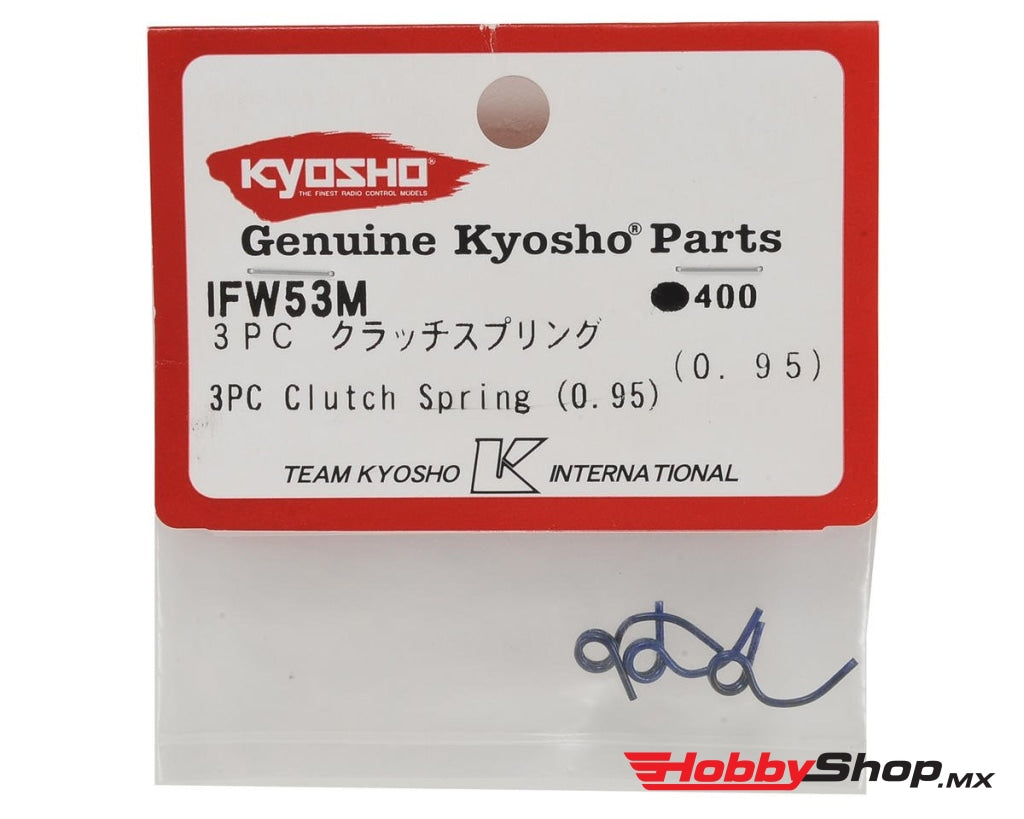 KYOSHO®
THE FINEST RADIO CONTROL MODELS
Genuine Kyosho® Parts
IFW53M ●400
3PC クラッチスプリング
(0.95)
3PC Clutch Spring (0.95)
TEAM KYOSHO K INTERNATIONAL
HobbyShop.mx